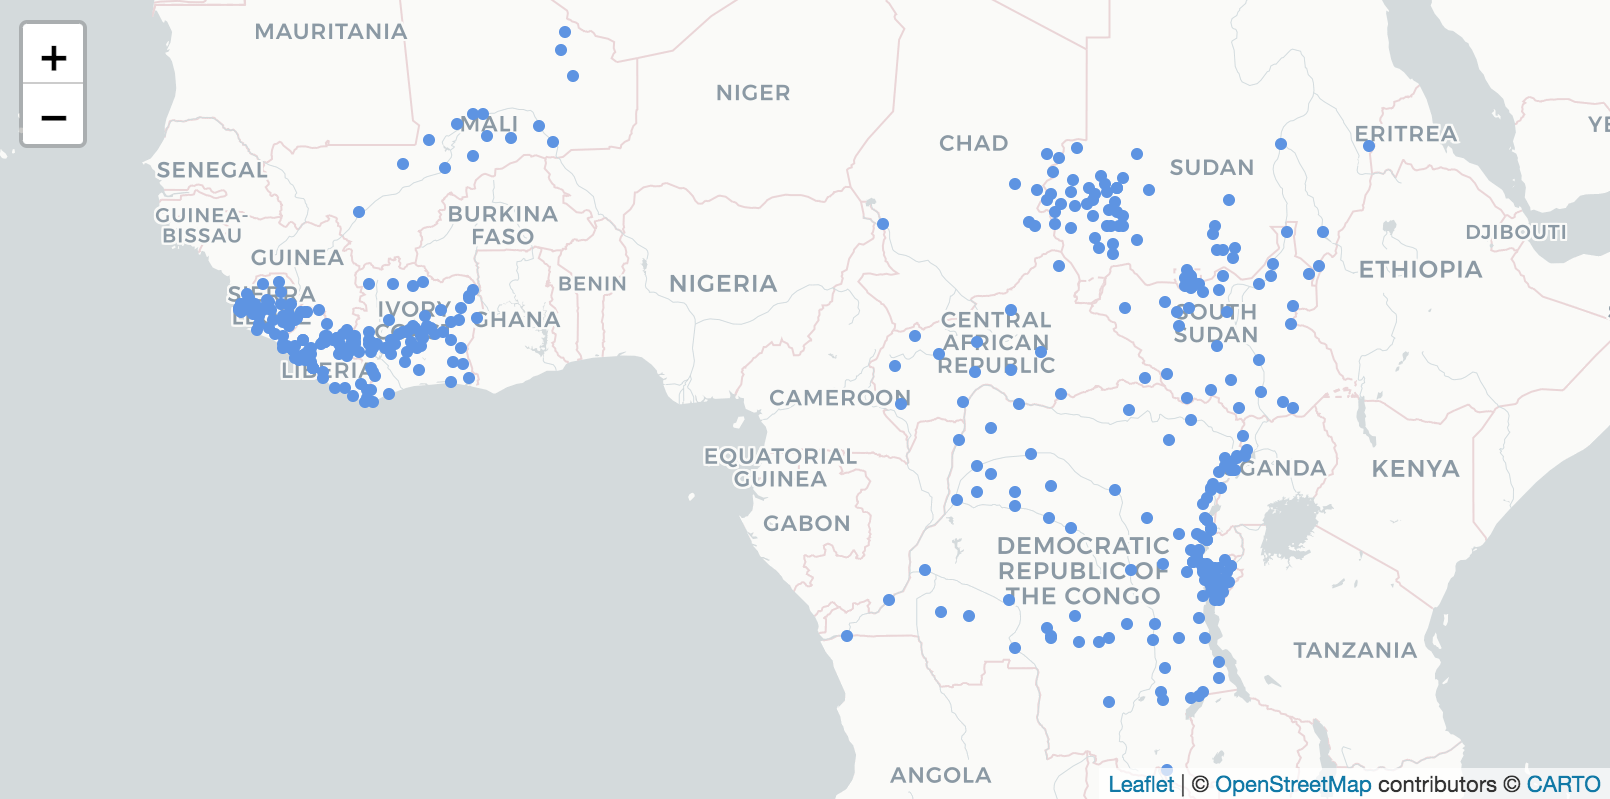 +
−
MAURITANIA
MALI
NIGER
CHAD
SUDAN
ERITREA
YE
SENEGAL
GUINEA-
BISSAU
GUINEA
BURKINA
FASO
BENIN
NIGERIA
DJIBOUTI
ETHIOPIA
SIERRA
LEONE
IVORY
COAST
GHANA
LIBERIA
CENTRAL
AFRICAN
REPUBLIC
SOUTH
SUDAN
CAMEROON
EQUATORIAL
GUINEA
GABON
UGANDA
KENYA
DEMOCRATIC
REPUBLIC OF
THE CONGO
TANZANIA
ANGOLA
Leaflet | © OpenStreetMap contributors © CARTO